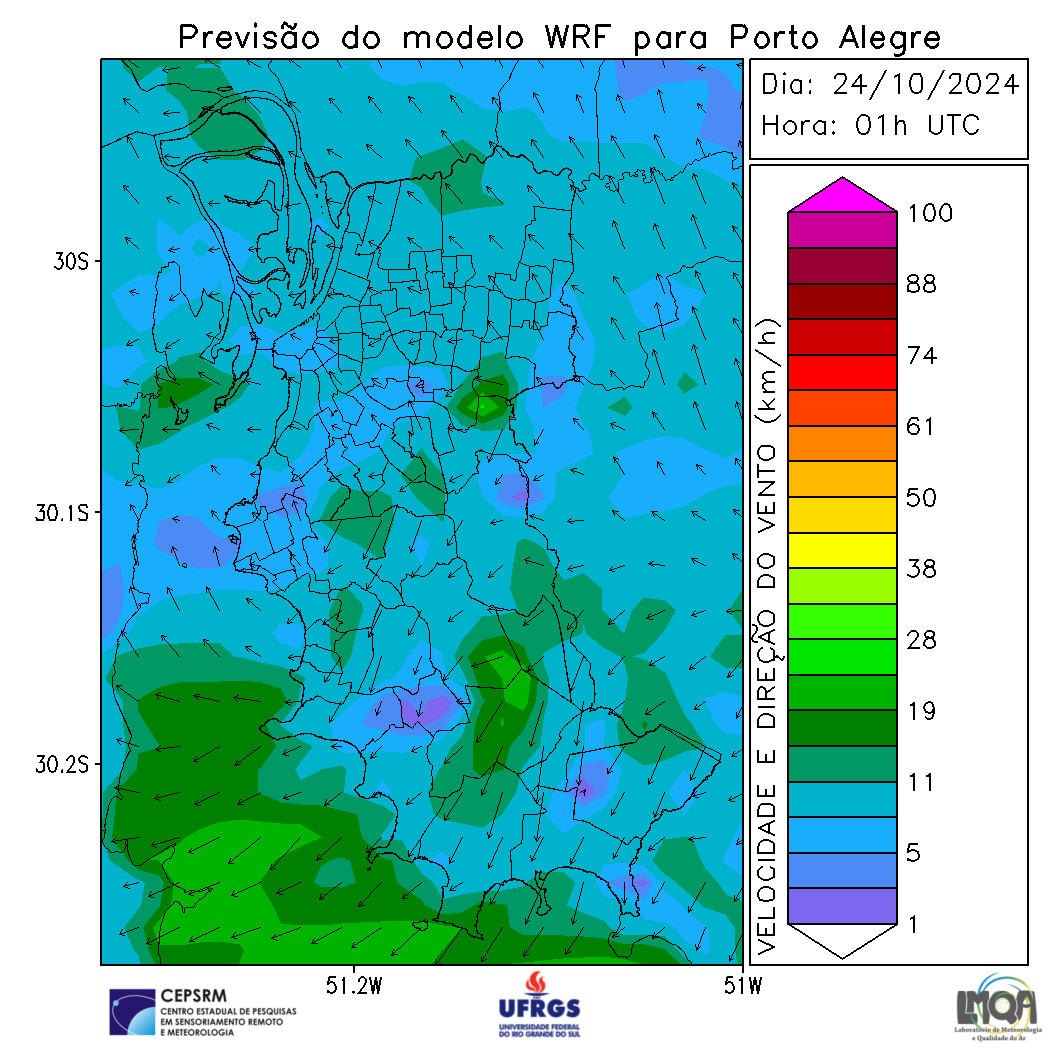 Previsão do modelo WRF para Porto Alegre
Dia: 24/10/2024
Hora: 01h UTC
30S
30.1S
30.2S
51.2W
51W
VELOCIDADE E DIREÇÃO DO VENTO (km/h)
100
88
74
61
50
38
28
19
11
5
1
CEPSRM
CENTRO ESTADUAL DE PESQUISAS
EM SENSORIAMENTO REMOTO
E METEOROLOGIA
UFRGS
UNIVERSIDADE FEDERAL
DO RIO GRANDE DO SUL
LMQA
Laboratório de Meteorologia
e Qualidade do Ar